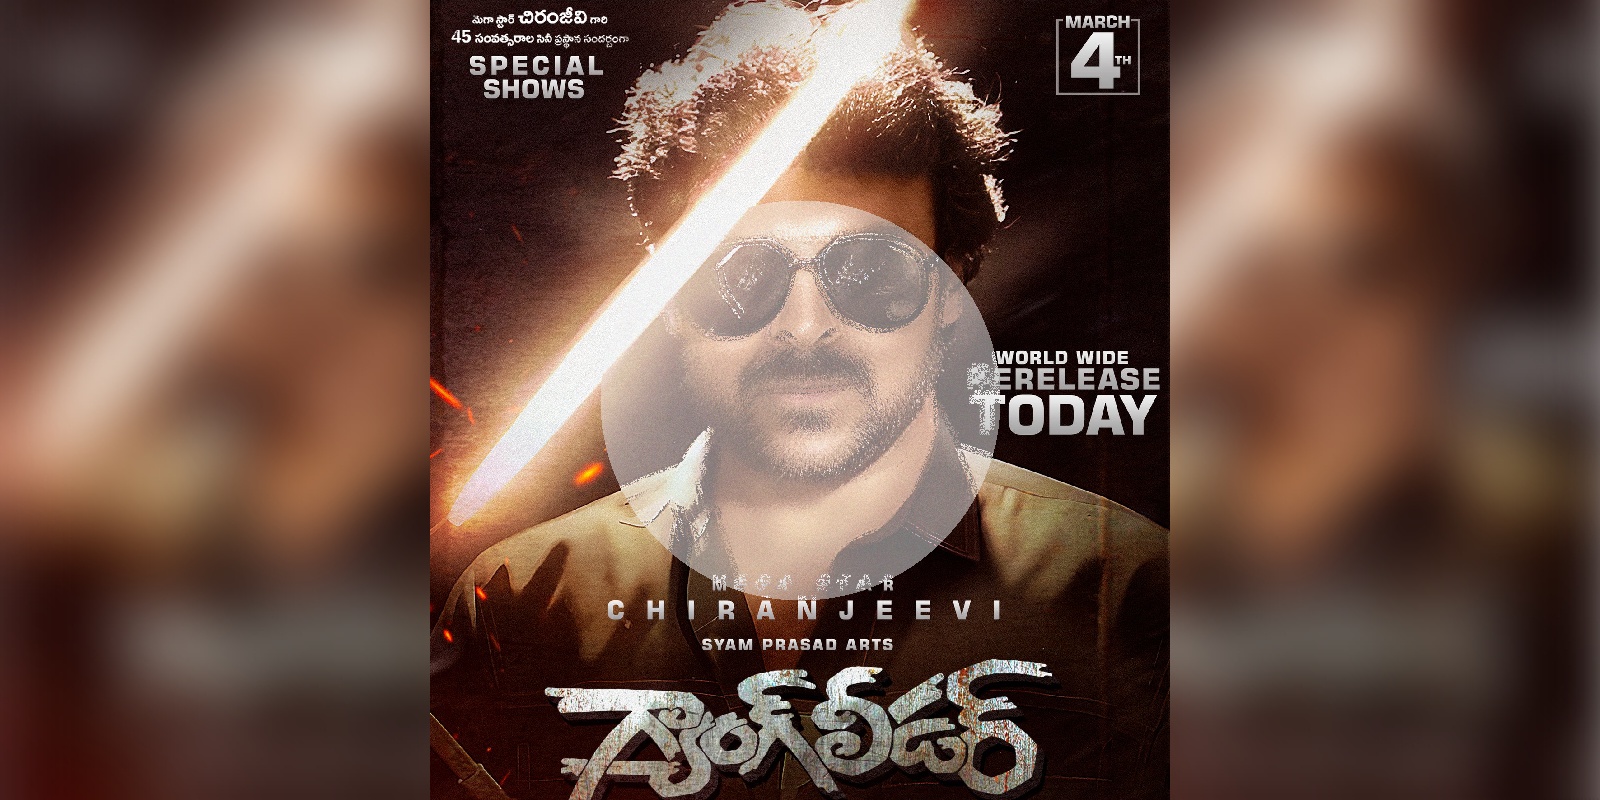 మెగా స్టార్ చిరంజీవి గారి
45 సంవత్సరాల సినీ ప్రస్థాన సందర్భంగా
SPECIAL
SHOWS
MARCH
4TH
WORLD WIDE
RERELEASE
TODAY
MEGA STAR
CHIRANJEEVI
SYAM PRASAD ARTS
గ్యాంగ్ లీడర్